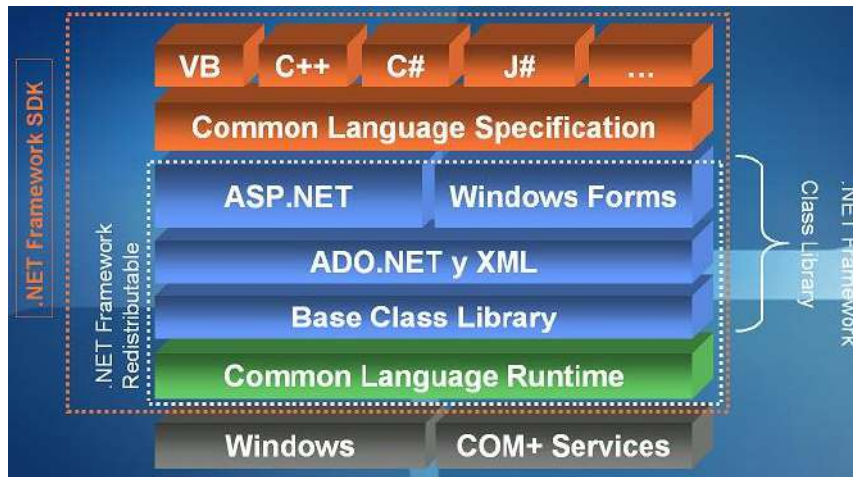 VB C++ C# J# ...
Common Language Specification
ASP.NET Windows Forms
ADO.NET y XML
Base Class Library
Common Language Runtime
Windows COM+ Services
.NET Framework SDK
.NET Framework
Redistributable
.NET Framework
Class Library